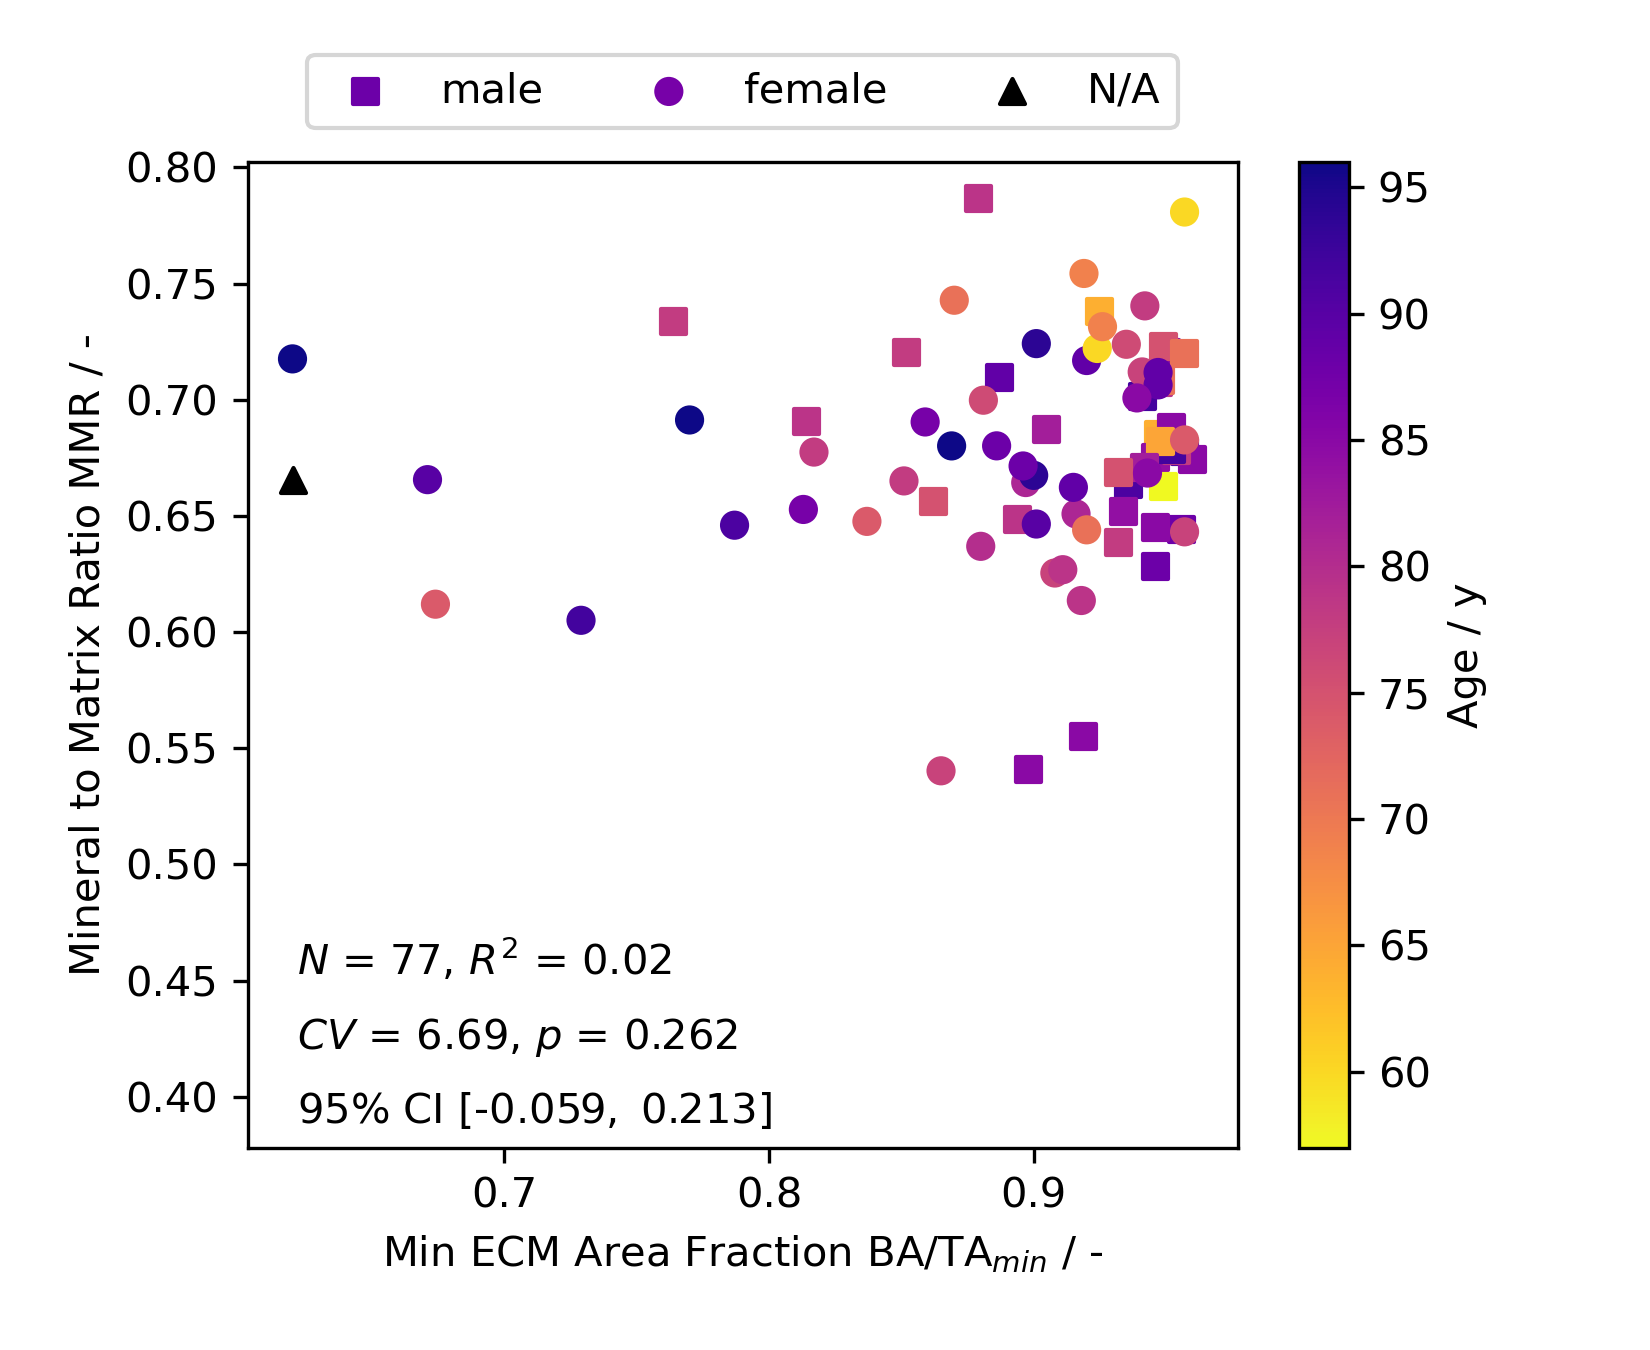 male female N/A
0.80
0.75
0.70
0.65
0.60
0.55
0.50
0.45
0.40
Mineral to Matrix Ratio MMR / -
N = 77, R² = 0.02
CV = 6.69, p = 0.262
95% CI [-0.059, 0.213]
0.7 0.8 0.9
Min ECM Area Fraction BA/TAmin / -
95
90
85
80
75
70
65
60
Age / y